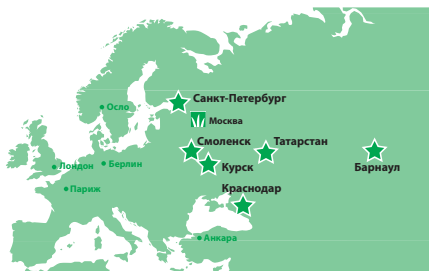 Санкт-Петербург
Осло
Москва
Смоленск
Татарстан
Лондон
Берлин
Курск
Барнаул
Париж
Краснодар
Анкара